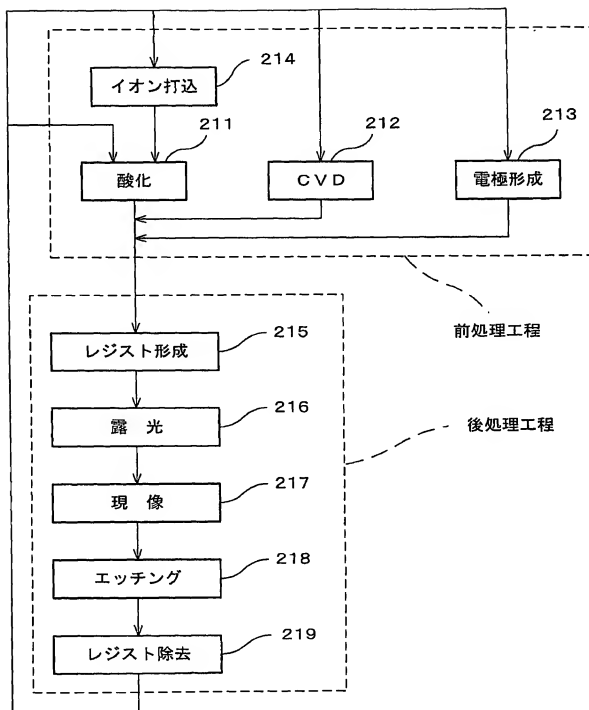 214
イオン打込
211
212
213
酸化
CVD
電極形成
前処理工程
215
レジスト形成
216
露 光
後処理工程
217
現 像
218
エッチング
219
レジスト除去